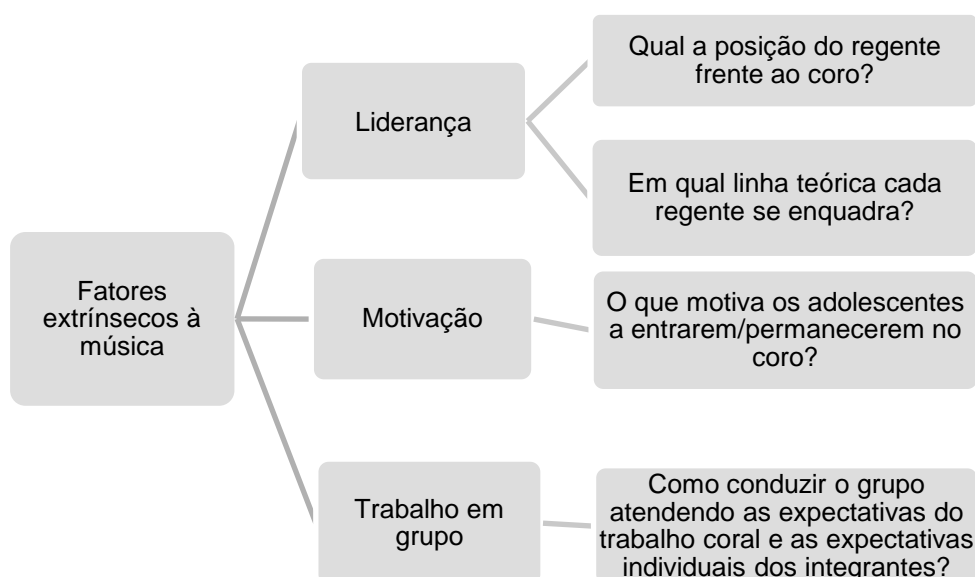 Fatores
extrínsecos à
música
Liderança
Qual a posição do regente
frente ao coro?
Em qual linha teórica cada
regente se enquadra?
Motivação
O que motiva os adolescentes
a entrarem/permanecerem no
coro?
Trabalho em
grupo
Como conduzir o grupo
atendendo as expectativas do
trabalho coral e as expectativas
individuais dos integrantes?